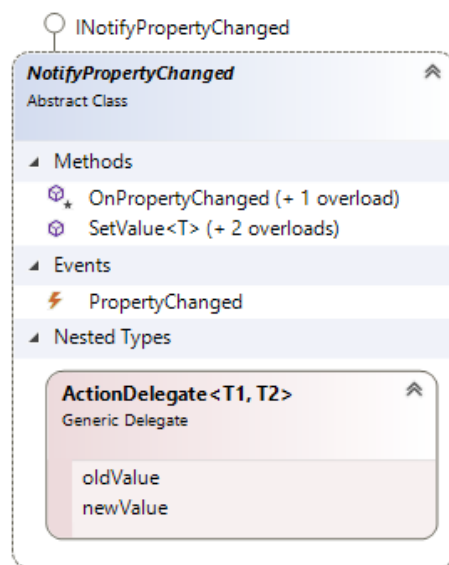 INotifyPropertyChanged
NotifyPropertyChanged
Abstract Class
Methods
OnPropertyChanged (+ 1 overload)
SetValue<T> (+ 2 overloads)
Events
PropertyChanged
Nested Types
ActionDelegate<T1, T2>
Generic Delegate
oldValue
newValue